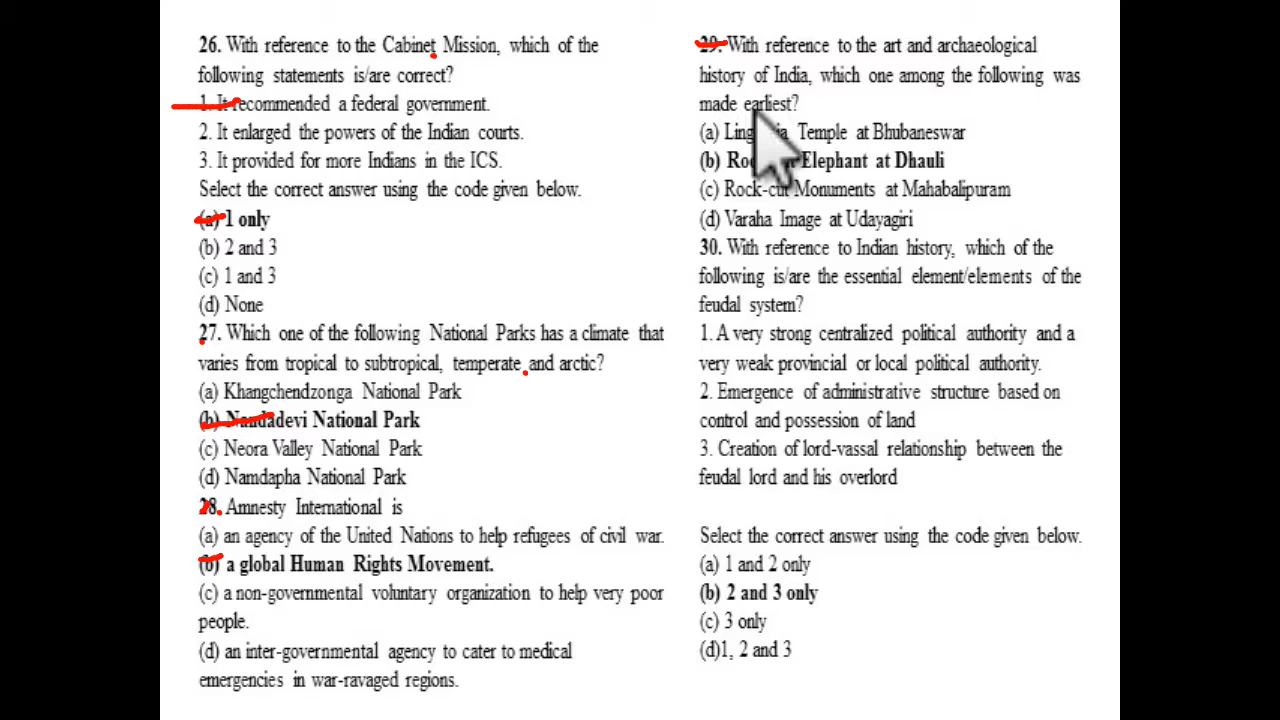 26. With reference to the Cabinet Mission, which of the
following statements is/are correct?
1. It recommended a federal government.
2. It enlarged the powers of the Indian courts.
3. It provided for more Indians in the ICS.
Select the correct answer using the code given below.
(a) 1 only
(b) 2 and 3
(c) 1 and 3
(d) None
27. Which one of the following National Parks has a climate that
varies from tropical to subtropical, temperate and arctic?
(a) Khangchendzonga National Park
(b) Nandadevi National Park
(c) Neora Valley National Park
(d) Namdapha National Park
28. Amnesty International is
(a) an agency of the United Nations to help refugees of civil war.
(b) a global Human Rights Movement.
(c) a non-governmental voluntary organization to help very poor
people.
(d) an inter-governmental agency to cater to medical
emergencies in war-ravaged regions.
29. With reference to the art and archaeological
history of India, which one among the following was
made earliest?
(a) Temple at Bhubaneswar
(b) Elephant at Dhauli
(c) Rock-cut Monuments at Mahabalipuram
(d) Varaha Image at Udayagiri
30. With reference to Indian history, which of the
following is/are the essential element/elements of the
feudal system?
1. A very strong centralized political authority and a
very weak provincial or local political authority.
2. Emergence of administrative structure based on
control and possession of land
3. Creation of lord-vassal relationship between the
feudal lord and his overlord
Select the correct answer using the code given below.
(a) 1 and 2 only
(b) 2 and 3 only
(c) 3 only
(d)1, 2 and 3